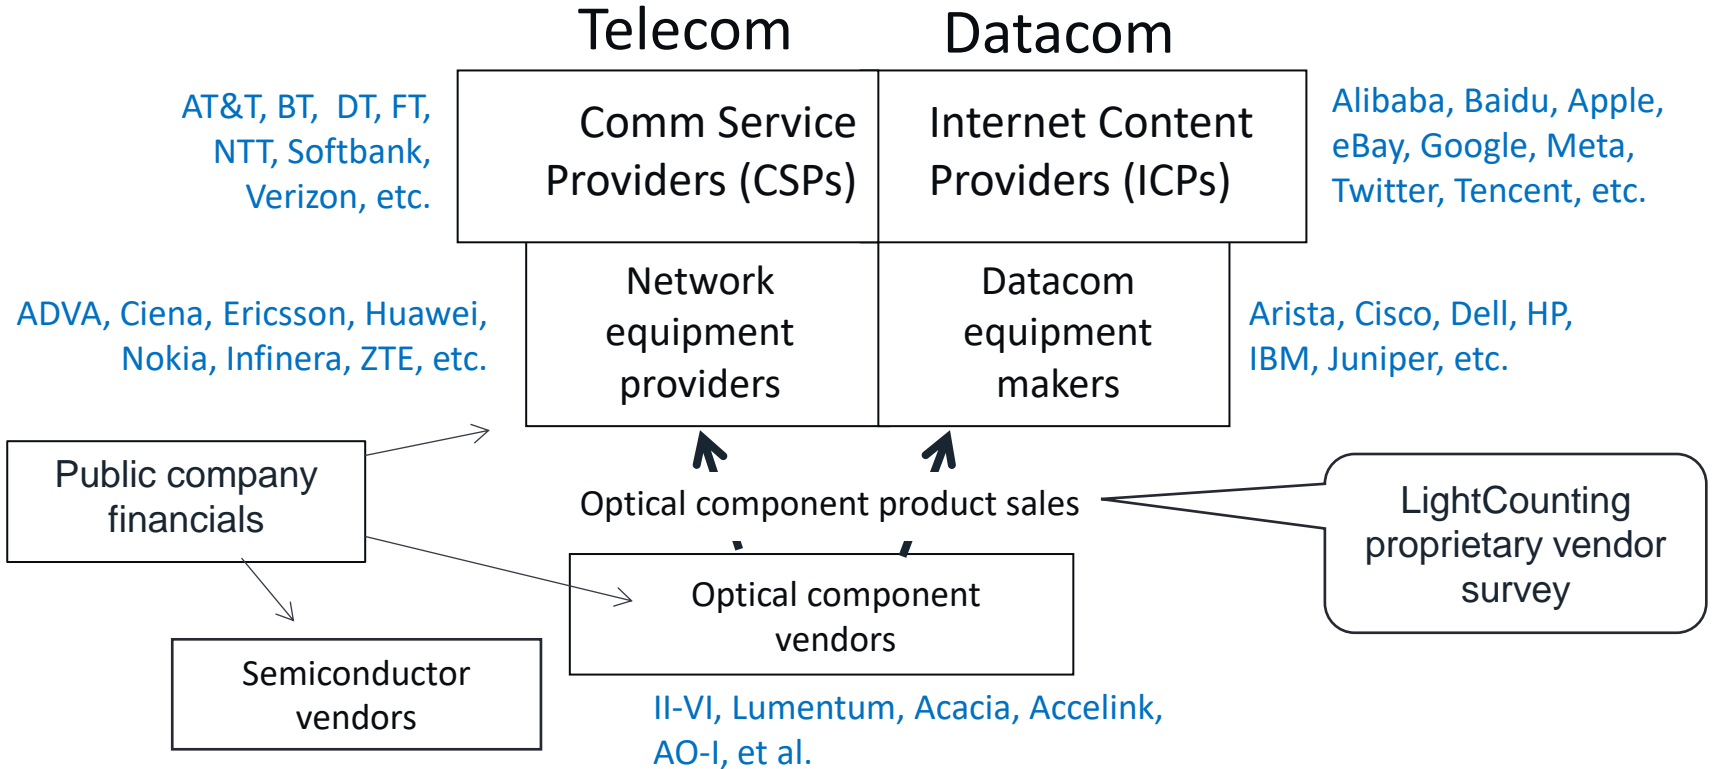 Telecom
Datacom
AT&T, BT, DT, FT,
NTT, Softbank,
Verizon, etc.
Comm Service
Providers (CSPs)
Internet Content
Providers (ICPs)
Alibaba, Baidu, Apple,
eBay, Google, Meta,
Twitter, Tencent, etc.
ADVA, Ciena, Ericsson, Huawei,
Nokia, Infinera, ZTE, etc.
Network
equipment
providers
Datacom
equipment
makers
Arista, Cisco, Dell, HP,
IBM, Juniper, etc.
Public company
financials
Optical component product sales
LightCounting
proprietary vendor
survey
Optical component
vendors
Semiconductor
vendors
II-VI, Lumentum, Acacia, Accelink,
AO-I, et al.